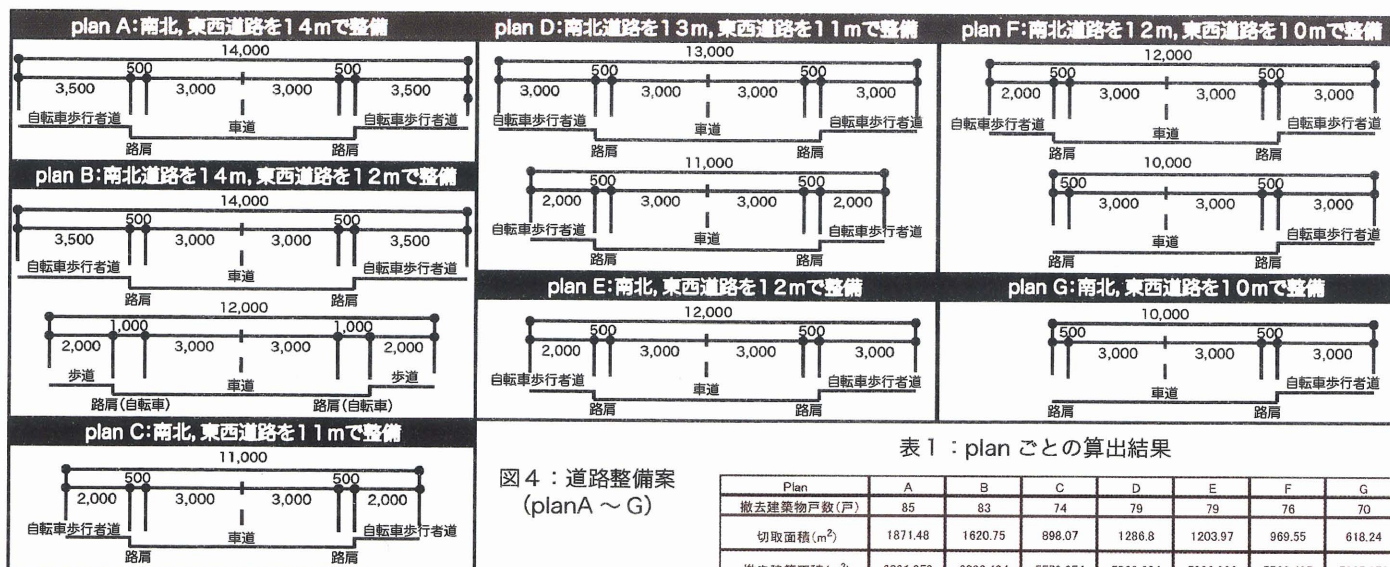 plan A：南北，東西道路を14mで整備
14,000
500 500
3,500 3,000 3,000 3,500
自転車歩行者道 車道 自転車歩行者道
路肩 路肩
plan B：南北道路を14m，東西道路を12mで整備
14,000
500 500
3,500 3,000 3,000 3,500
自転車歩行者道 車道 自転車歩行者道
路肩 路肩
12,000
1,000 1,000
2,000 3,000 3,000 2,000
歩道 車道 歩道
路肩（自転車） 路肩（自転車）
plan C：南北，東西道路を11mで整備
11,000
500 500
2,000 3,000 3,000 2,000
自転車歩行者道 車道 自転車歩行者道
路肩 路肩
plan D：南北道路を13m，東西道路を11mで整備
13,000
500 500
3,000 3,000 3,000 3,000
自転車歩行者道 車道 自転車歩行者道
路肩 路肩
11,000
500 500
2,000 3,000 3,000 2,000
自転車歩行者道 車道 自転車歩行者道
路肩 路肩
plan E：南北，東西道路を12mで整備
12,000
500 500
2,000 3,000 3,000 3,000
自転車歩行者道 車道 自転車歩行者道
路肩 路肩
plan F：南北道路を12m，東西道路を10mで整備
12,000
500 500
2,000 3,000 3,000 3,000
自転車歩行者道 車道 自転車歩行者道
路肩 路肩
10,000
500 500
3,000 3,000 3,000
車道 自転車歩行者道
路肩 路肩
plan G：南北，東西道路を10mで整備
10,000
500 500
3,000 3,000 3,000
車道 自転車歩行者道
路肩 路肩
図4：道路整備案
（planA ～ G）
表1：plan ごとの算出結果
Plan A B C D E F G
撤去建築物戸数（戸） 85 83 74 79 79 76 70
切取面積（m²） 1871.48 1620.75 898.07 1286.8 1203.97 969.55 618.24